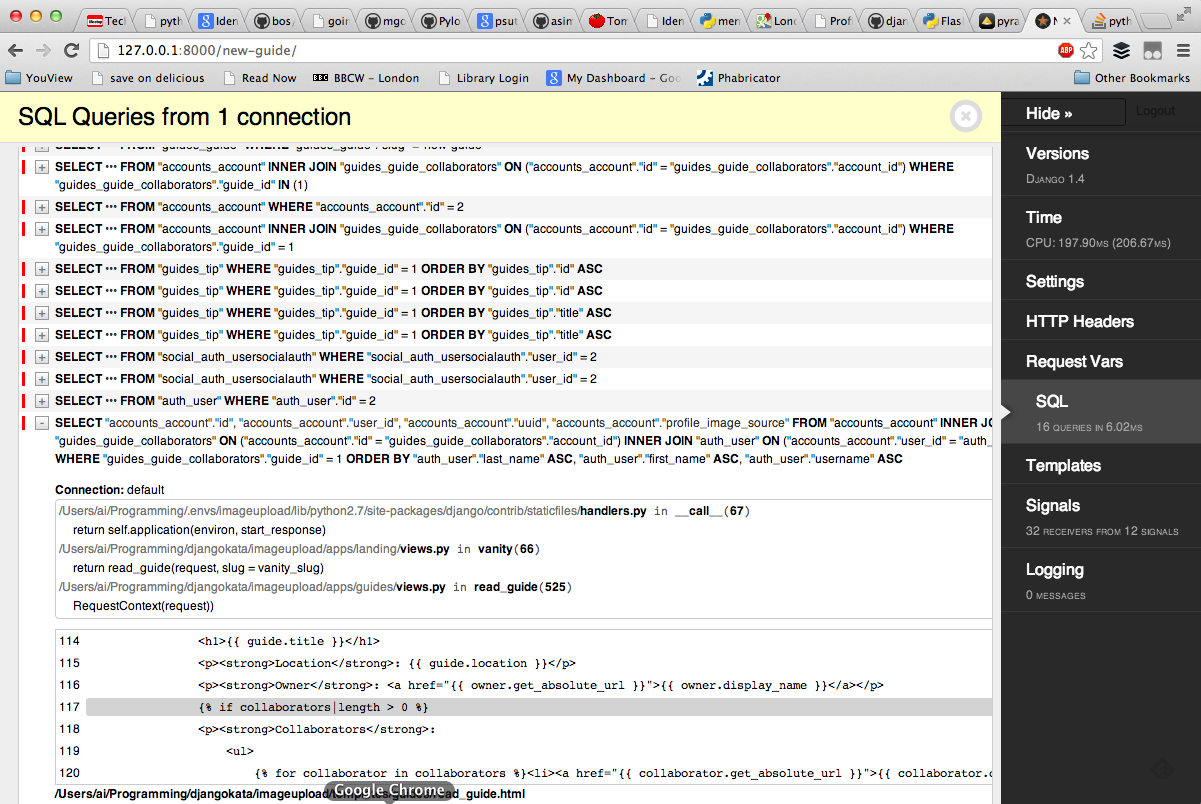 Tech
pyth
Iden
bos
goin
mgo
Pylo
psut
asim
Ton
Iden
men
Lond
Profi
djan
Flas
pyra
N
pyth
127.0.0.1:8000/new-guide/
ABP
YouView
save on delicious
Read Now
BBC BBCW – London
Library Login
My Dashboard – Goo
Phabricator
Other Bookmarks
SQL Queries from 1 connection
+ SELECT ••• FROM "accounts_account" INNER JOIN "guides_guide_collaborators" ON ("accounts_account"."id" = "guides_guide_collaborators"."account_id") WHERE
"guides_guide_collaborators"."guide_id" IN (1)
+ SELECT ••• FROM "accounts_account" WHERE "accounts_account"."id" = 2
+ SELECT ••• FROM "accounts_account" INNER JOIN "guides_guide_collaborators" ON ("accounts_account"."id" = "guides_guide_collaborators"."account_id") WHERE
"guides_guide_collaborators"."guide_id" = 1
+ SELECT ••• FROM "guides_tip" WHERE "guides_tip"."guide_id" = 1 ORDER BY "guides_tip"."id" ASC
+ SELECT ••• FROM "guides_tip" WHERE "guides_tip"."guide_id" = 1 ORDER BY "guides_tip"."id" ASC
+ SELECT ••• FROM "guides_tip" WHERE "guides_tip"."guide_id" = 1 ORDER BY "guides_tip"."title" ASC
+ SELECT ••• FROM "guides_tip" WHERE "guides_tip"."guide_id" = 1 ORDER BY "guides_tip"."title" ASC
+ SELECT ••• FROM "social_auth_usersocialauth" WHERE "social_auth_usersocialauth"."user_id" = 2
+ SELECT ••• FROM "social_auth_usersocialauth" WHERE "social_auth_usersocialauth"."user_id" = 2
+ SELECT ••• FROM "auth_user" WHERE "auth_user"."id" = 2
- SELECT "accounts_account"."id", "accounts_account"."user_id", "accounts_account"."uuid", "accounts_account"."profile_image_source" FROM "accounts_account" INNER JO
"guides_guide_collaborators" ON ("accounts_account"."id" = "guides_guide_collaborators"."account_id") INNER JOIN "auth_user" ON ("accounts_account"."user_id" = "auth_
WHERE "guides_guide_collaborators"."guide_id" = 1 ORDER BY "auth_user"."last_name" ASC, "auth_user"."first_name" ASC, "auth_user"."username" ASC
Connection: default
/Users/ai/Programming/.envs/imageupload/lib/python2.7/site-packages/django/contrib/staticfiles/handlers.py in __call__(67)
return self.application(environ, start_response)
/Users/ai/Programming/djangokata/imageupload/apps/landing/views.py in vanity(66)
return read_guide(request, slug = vanity_slug)
/Users/ai/Programming/djangokata/imageupload/apps/guides/views.py in read_guide(525)
RequestContext(request))
114 <h1>{{ guide.title }}</h1>
115 <p><strong>Location</strong>: {{ guide.location }}</p>
116 <p><strong>Owner</strong>: <a href="{{ owner.get_absolute_url }}">{{ owner.display_name }}</a></p>
117 {% if collaborators|length > 0 %}
118 <p><strong>Collaborators</strong>:
119 <ul>
120 {% for collaborator in collaborators %}<li><a href="{{ collaborator.get_absolute_url }}">{{ collaborator.
/Users/ai/Programming/djangokata/imageupload/templates/guides/read_guide.html
Google Chrome
Hide »
Logout
Versions
Django 1.4
Time
CPU: 197.90ms (206.67ms)
Settings
HTTP Headers
Request Vars
SQL
16 queries in 6.02ms
Templates
Signals
32 receivers from 12 signals
Logging
0 messages